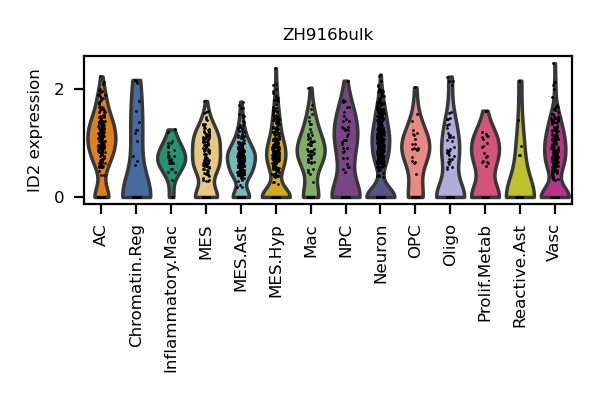 ZH916bulk
ID2 expression
2
0
AC
Chromatin.Reg
Inflammatory.Mac
MES
MES.Ast
MES.Hyp
Mac
NPC
Neuron
OPC
Oligo
Prolif.Metab
Reactive.Ast
Vasc